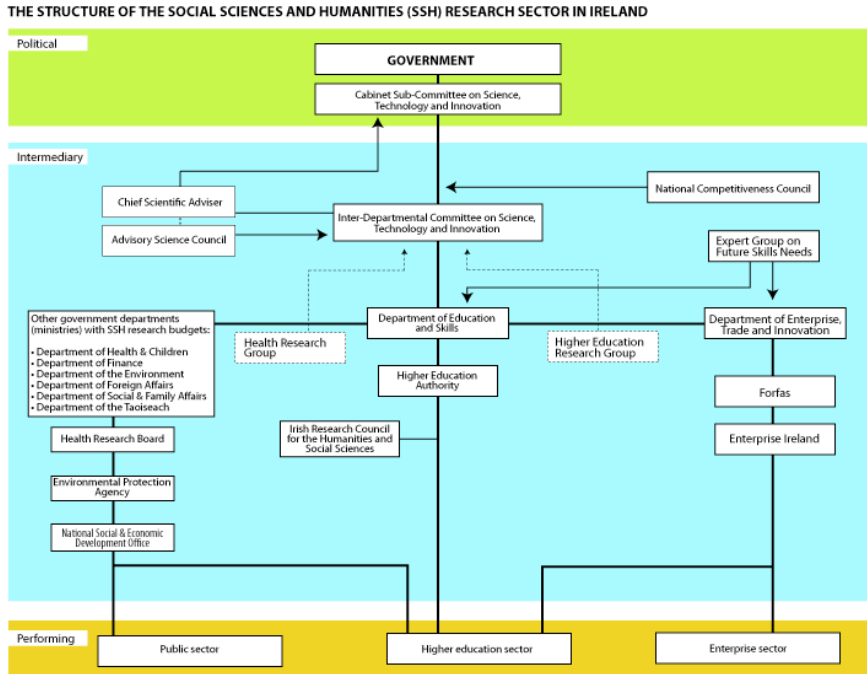 THE STRUCTURE OF THE SOCIAL SCIENCES AND HUMANITIES (SSH) RESEARCH SECTOR IN IRELAND
Political
GOVERNMENT
Cabinet Sub-Committee on Science,
Technology and Innovation
Intermediary
Chief Scientific Adviser
National Competitiveness Council
Advisory Science Council
Inter-Departmental Committee on Science,
Technology and Innovation
Expert Group on
Future Skills Needs
Other government departments
(ministries) with SSH research budgets:
• Department of Health & Children
• Department of Finance
• Department of the Environment
• Department of Foreign Affairs
• Department of Social & Family Affairs
• Department of the Taoiseach
Health Research
Group
Department of Education
and Skills
Higher Education
Research Group
Department of Enterprise,
Trade and Innovation
Higher Education
Authority
Forfas
Irish Research Council
for the Humanities and
Social Sciences
Enterprise Ireland
Health Research Board
Environmental Protection
Agency
National Social & Economic
Development Office
Performing
Public sector
Higher education sector
Enterprise sector